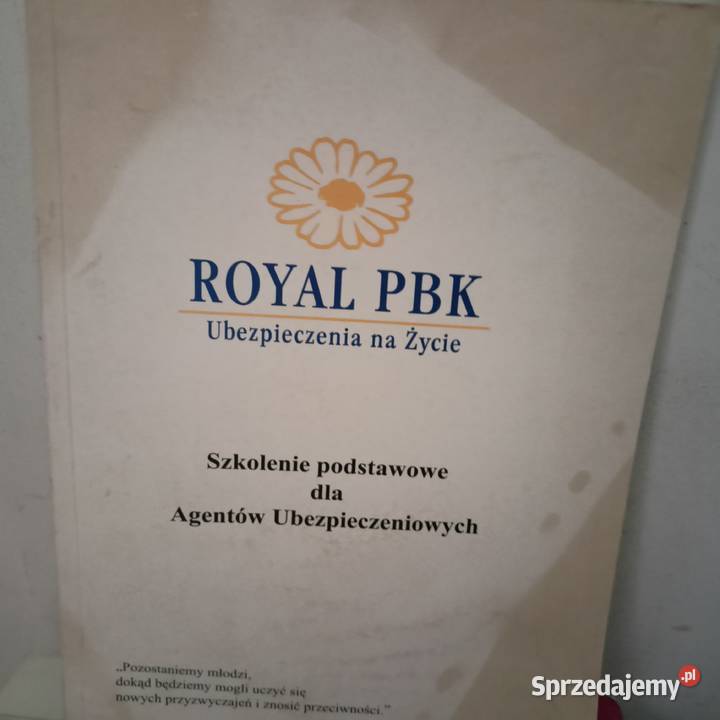 ROYAL PBK
Ubezpieczenia na Życie
Szkolenie podstawowe
dla
Agentów Ubezpieczeniowych
„Pozostaniemy młodzi,
dokąd będziemy mogli uczyć się
nowych przyzwyczajeń i znosić przeciwności.”
Sprzedajemy.pl